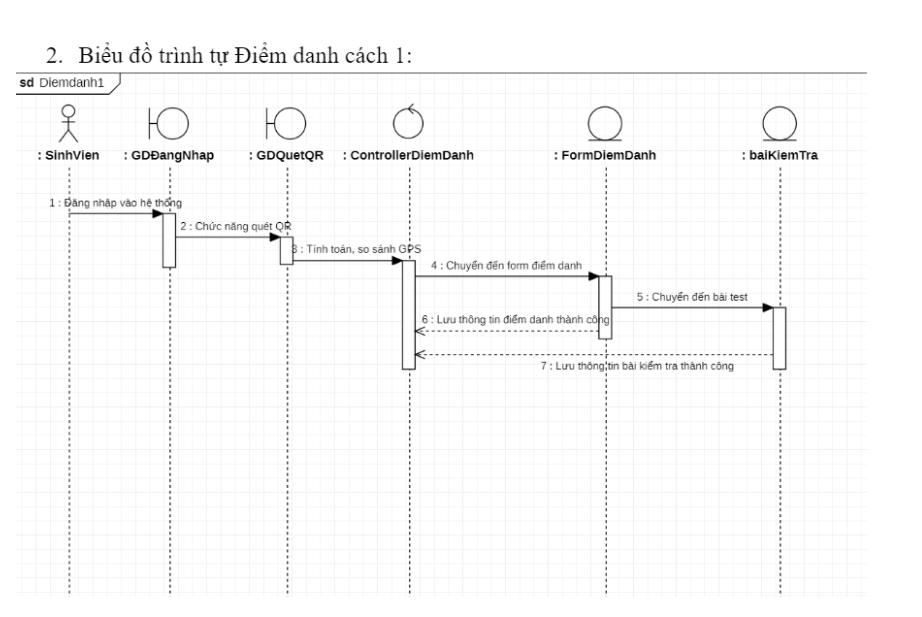 2. Biểu đồ trình tự Điểm danh cách 1:
sd Diemdanh1
: SinhVien
: GDĐangNhap
: GDQuetQR
: ControllerDiemDanh
: FormDiemDanh
: baiKiemTra
1 : Đăng nhập vào hệ thống
2 : Chức năng quét QR
3 : Tính toán, so sánh GPS
4 : Chuyển đến form điểm danh
5 : Chuyển đến bài test
6 : Lưu thông tin điểm danh thành công
7 : Lưu thông tin bài kiểm tra thành công